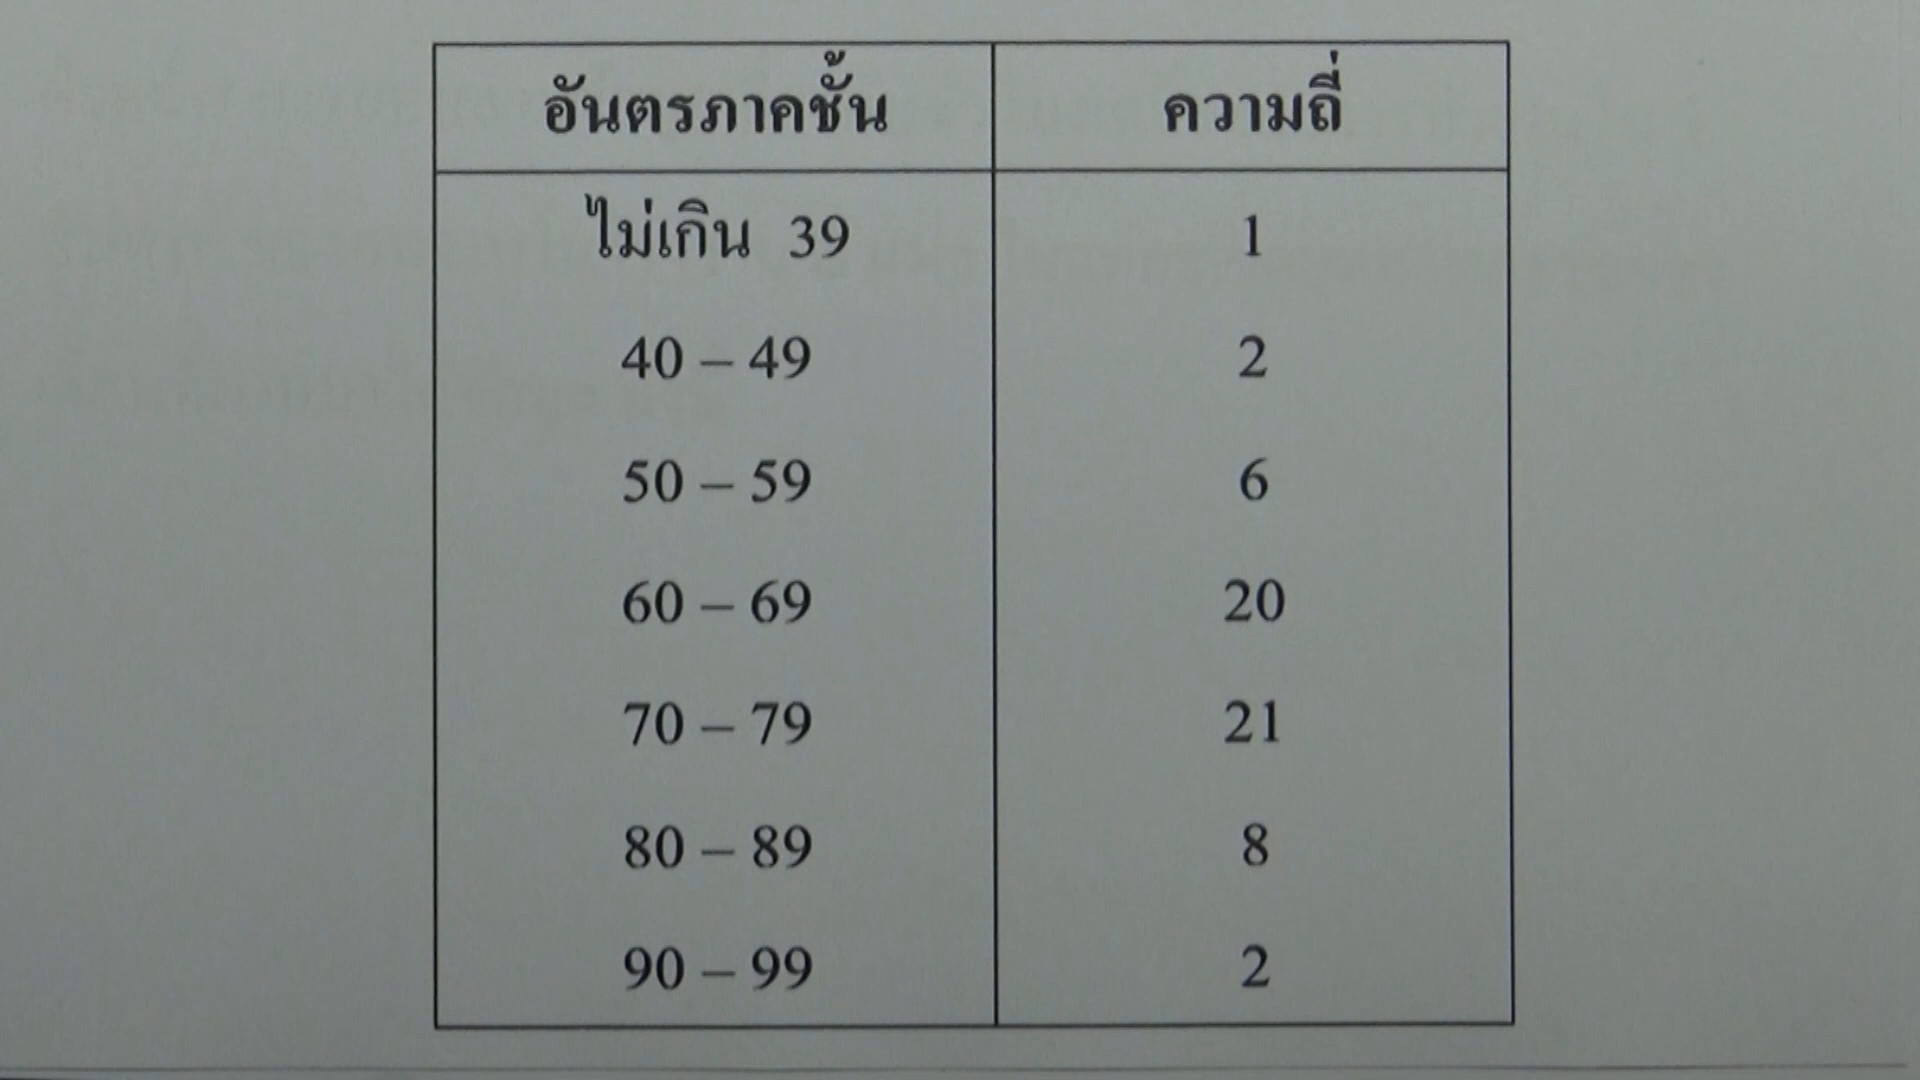 อันตรภาคชั้น ความถี่
ไม่เกิน 39 1
40 – 49 2
50 – 59 6
60 – 69 20
70 – 79 21
80 – 89 8
90 – 99 2